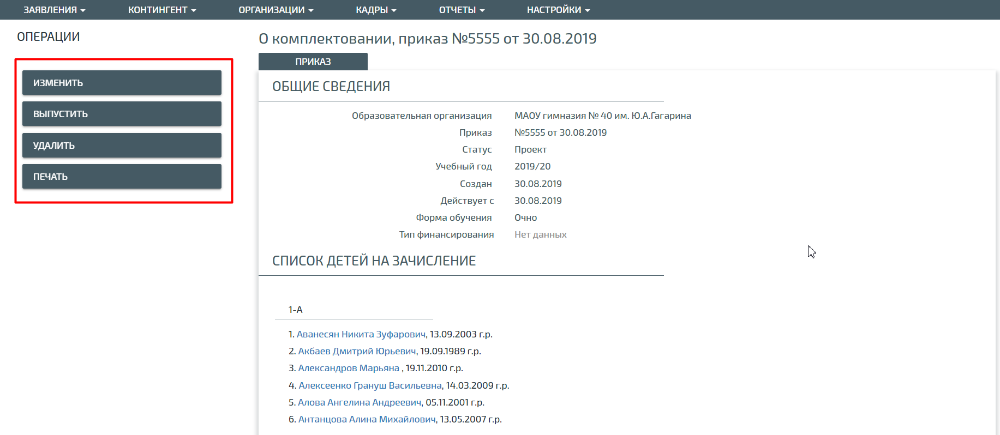 ЗАЯВЛЕНИЯ КОНТИНГЕНТ ОРГАНИЗАЦИИ КАДРЫ ОТЧЕТЫ НАСТРОЙКИ
ОПЕРАЦИИ
ИЗМЕНИТЬ
ВЫПУСТИТЬ
УДАЛИТЬ
ПЕЧАТЬ
О комплектовании, приказ №5555 от 30.08.2019
ПРИКАЗ
ОБЩИЕ СВЕДЕНИЯ
Образовательная организация МАОУ гимназия № 40 им. Ю.А.Гагарина
Приказ №5555 от 30.08.2019
Статус Проект
Учебный год 2019/20
Создан 30.08.2019
Действует с 30.08.2019
Форма обучения Очно
Тип финансирования Нет данных
СПИСОК ДЕТЕЙ НА ЗАЧИСЛЕНИЕ
1-А
1. Аванесян Никита Зуфарович, 13.09.2003 г.р.
2. Акбаев Дмитрий Юрьевич, 19.09.1989 г.р.
3. Александров Марьяна , 19.11.2010 г.р.
4. Алексеенко Грануш Васильевна, 14.03.2009 г.р.
5. Алова Ангелина Андреевич, 05.11.2001 г.р.
6. Антанцова Алина Михайлович, 13.05.2007 г.р.